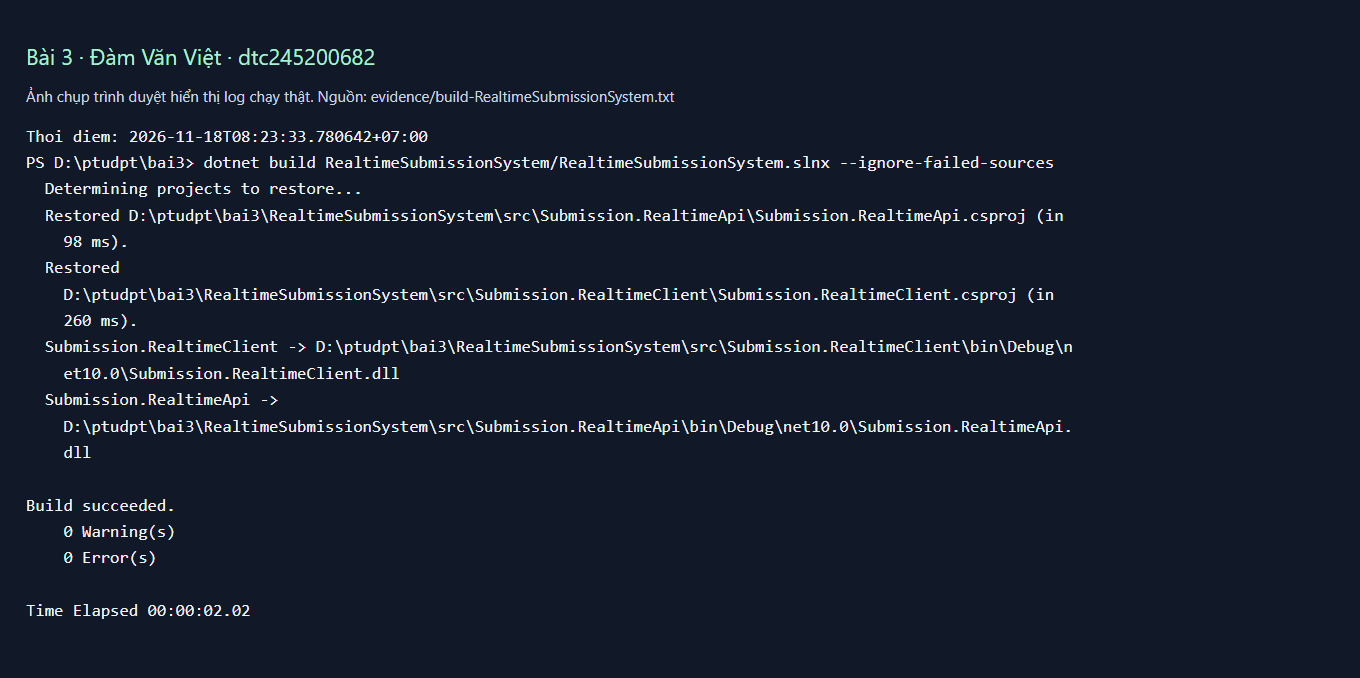 Bài 3 · Đàm Văn Việt · dtc245200682
Ảnh chụp trình duyệt hiển thị log chạy thật. Nguồn: evidence/build-RealtimeSubmissionSystem.txt
Thoi diem: 2026-11-18T08:23:33.780642+07:00
PS D:\ptudpt\bai3> dotnet build RealtimeSubmissionSystem/RealtimeSubmissionSystem.slnx --ignore-failed-sources
Determining projects to restore...
Restored D:\ptudpt\bai3\RealtimeSubmissionSystem\src\Submission.RealtimeApi\Submission.RealtimeApi.csproj (in
98 ms).
Restored
D:\ptudpt\bai3\RealtimeSubmissionSystem\src\Submission.RealtimeClient\Submission.RealtimeClient.csproj (in
260 ms).
Submission.RealtimeClient -> D:\ptudpt\bai3\RealtimeSubmissionSystem\src\Submission.RealtimeClient\bin\Debug\n
et10.0\Submission.RealtimeClient.dll
Submission.RealtimeApi ->
D:\ptudpt\bai3\RealtimeSubmissionSystem\src\Submission.RealtimeApi\bin\Debug\net10.0\Submission.RealtimeApi.
dll
Build succeeded.
0 Warning(s)
0 Error(s)
Time Elapsed 00:00:02.02